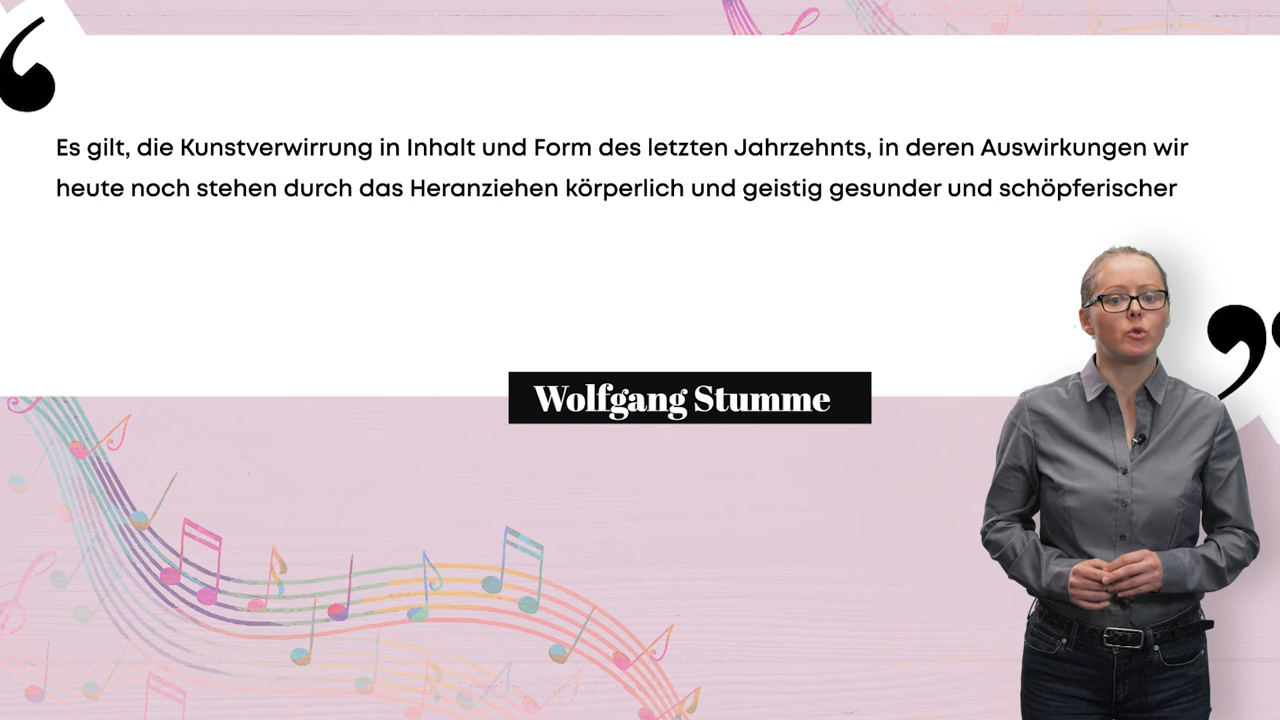 Es gilt, die Kunstverwirrung in Inhalt und Form des letzten Jahrzehnts, in deren Auswirkungen wir
heute noch stehen durch das Heranziehen körperlich und geistig gesunder und schöpferischer
Wolfgang Stumme